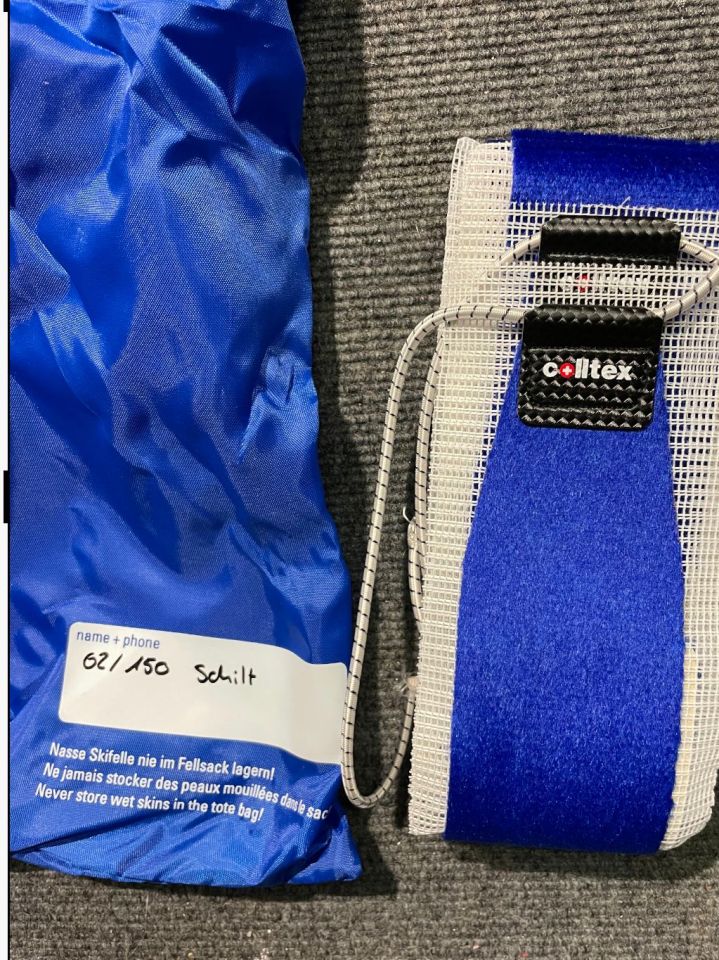 colltex
name + phone
62/150 Schilt
Nasse Skifelle nie im Fellsack lagern!
Ne jamais stocker des peaux mouillées dans le sac
Never store wet skins in the tote bag!